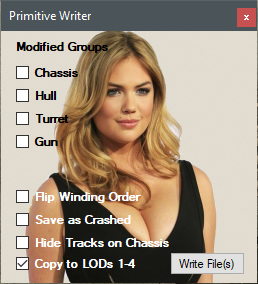 Primitive Writer
x
Modified Groups
Chassis
Hull
Turret
Gun
Flip Winding Order
Save as Crashed
Hide Tracks on Chassis
Copy to LODs 1-4
Write File(s)